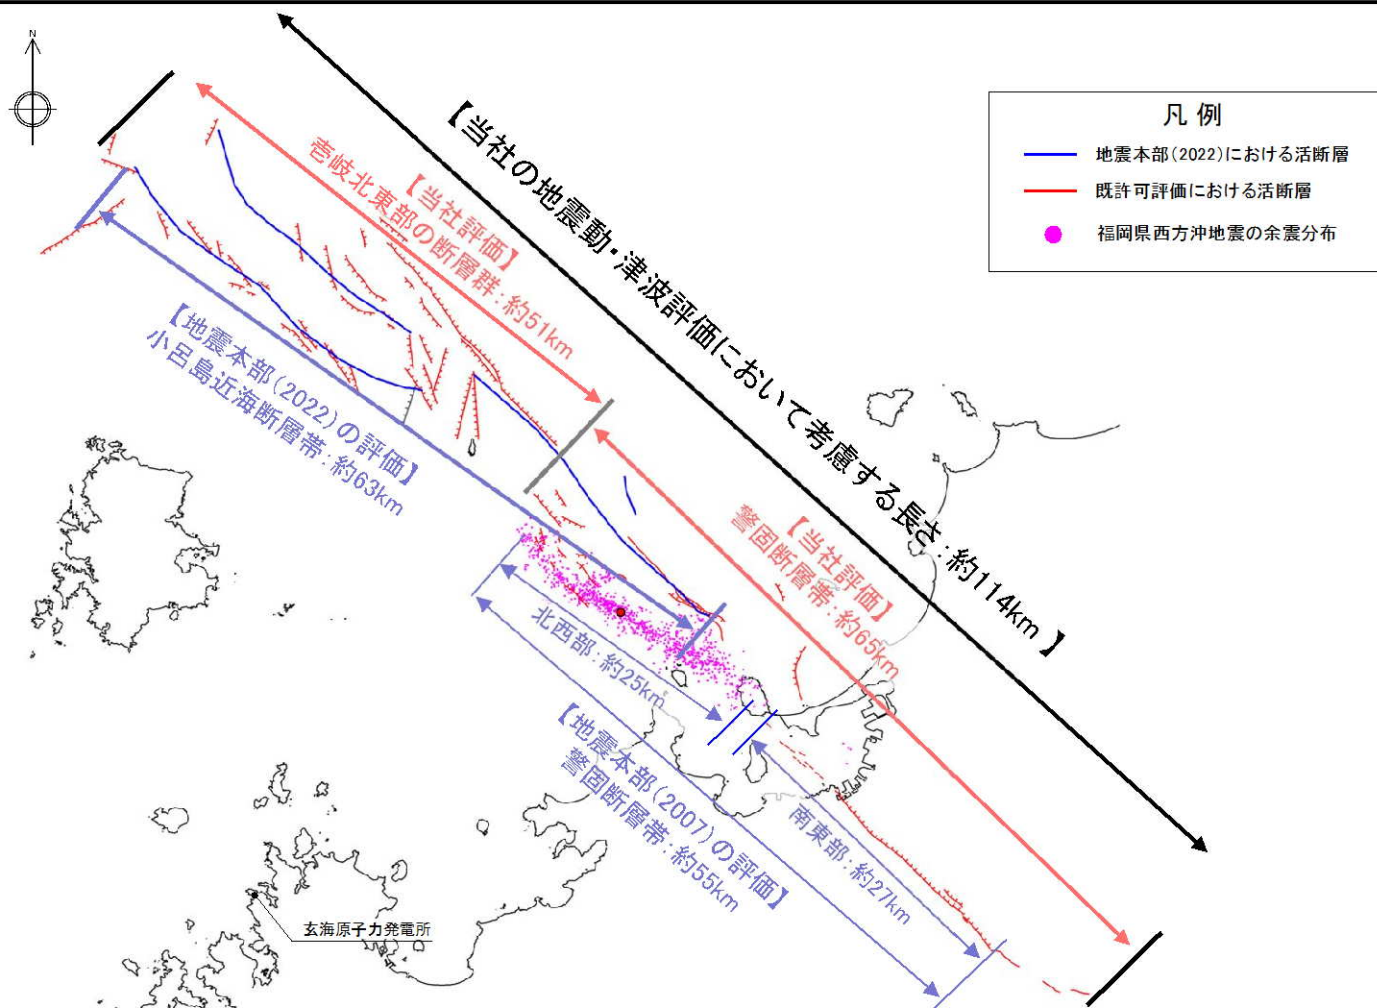 N
凡例
地震本部(2022)における活断層
既許可評価における活断層
福岡県西方沖地震の余震分布
【当社の地震動・津波評価において考慮する長さ:約114km】
【当社評価】
壱岐北東部の断層群:約51km
【地震本部(2022)の評価】
小呂島近海断層帯:約63km
【当社評価】
警固断層帯:約65km
北西部:約25km
【地震本部(2007)の評価】
警固断層帯:約55km
南東部:約27km
玄海原子力発電所